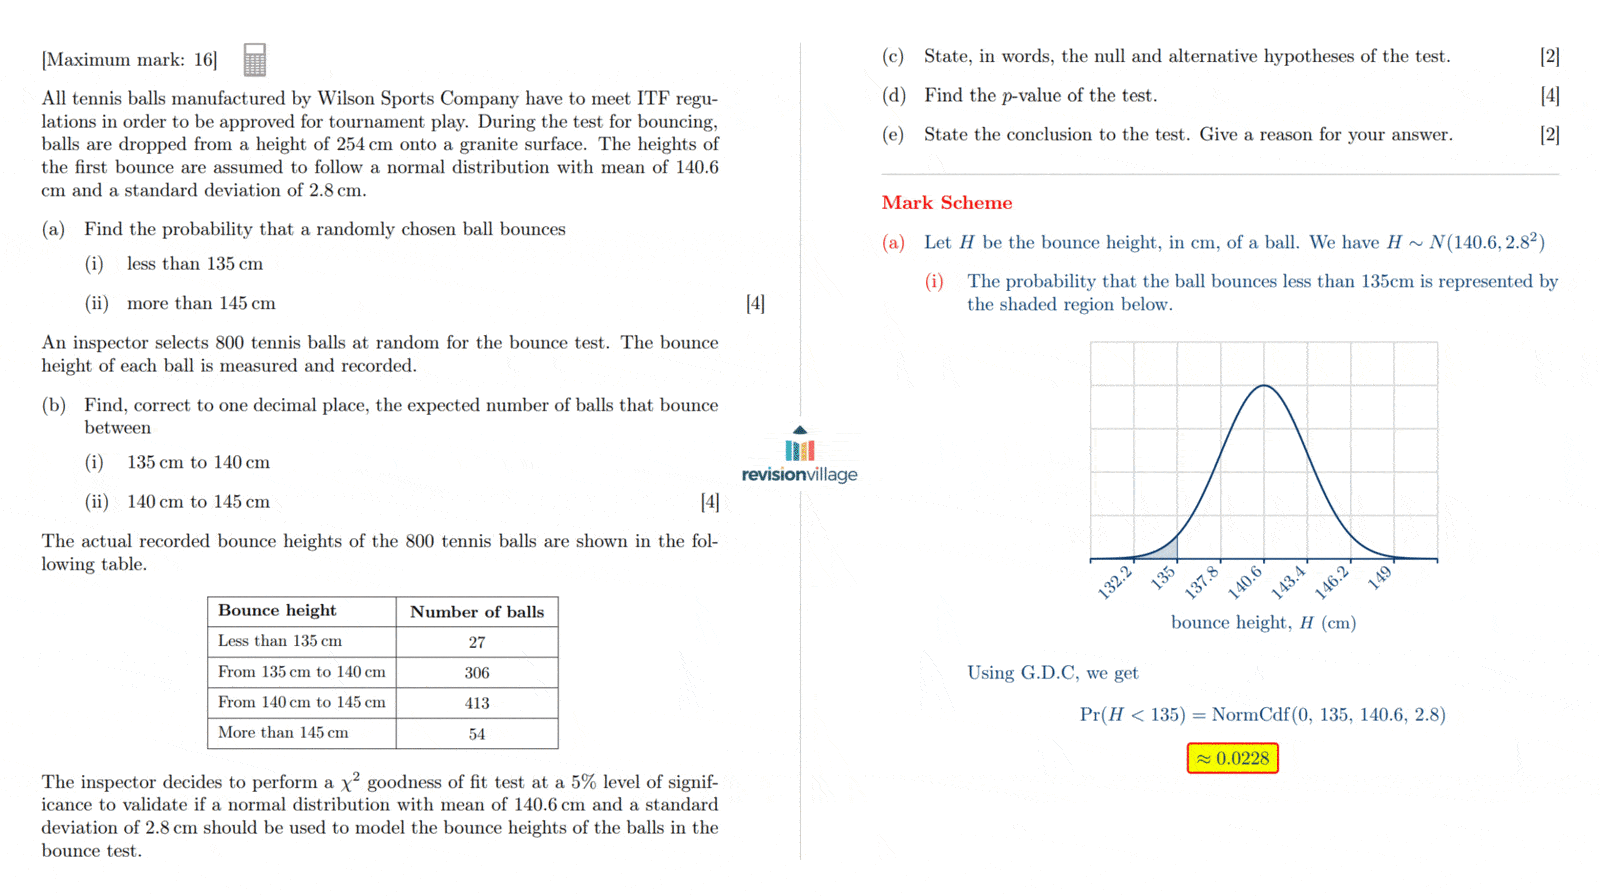 [Maximum mark: 16]
All tennis balls manufactured by Wilson Sports Company have to meet ITF regu-
lations in order to be approved for tournament play. During the test for bouncing,
balls are dropped from a height of 254 cm onto a granite surface. The heights of
the first bounce are assumed to follow a normal distribution with mean of 140.6
cm and a standard deviation of 2.8 cm.
(a) Find the probability that a randomly chosen ball bounces
(i) less than 135 cm
(ii) more than 145 cm [4]
An inspector selects 800 tennis balls at random for the bounce test. The bounce
height of each ball is measured and recorded.
(b) Find, correct to one decimal place, the expected number of balls that bounce
between
(i) 135 cm to 140 cm
(ii) 140 cm to 145 cm [4]
The actual recorded bounce heights of the 800 tennis balls are shown in the fol-
lowing table.
Bounce height Number of balls
Less than 135 cm 27
From 135 cm to 140 cm 306
From 140 cm to 145 cm 413
More than 145 cm 54
The inspector decides to perform a χ² goodness of fit test at a 5% level of signif-
icance to validate if a normal distribution with mean of 140.6 cm and a standard
deviation of 2.8 cm should be used to model the bounce heights of the balls in the
bounce test.
revisionvillage
(c) State, in words, the null and alternative hypotheses of the test. [2]
(d) Find the p-value of the test. [4]
(e) State the conclusion to the test. Give a reason for your answer. [2]
Mark Scheme
(a) Let H be the bounce height, in cm, of a ball. We have H ∼ N(140.6, 2.8²)
(i) The probability that the ball bounces less than 135cm is represented by
the shaded region below.
132.2 135 137.8 140.6 143.4 146.2 149
bounce height, H (cm)
Using G.D.C, we get
Pr(H < 135) = NormCdf(0, 135, 140.6, 2.8)
≈ 0.0228